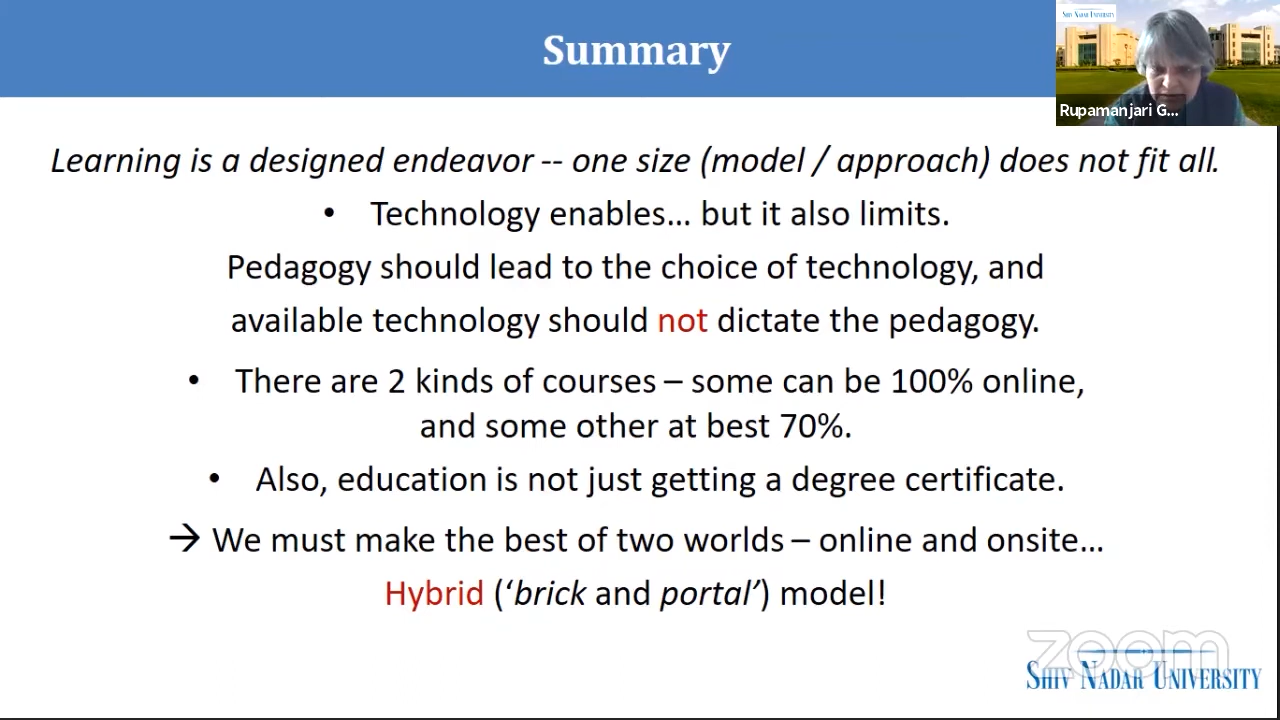 Summary
SHIV NADAR UNIVERSITY
Rupamanjari G...
Learning is a designed endeavor -- one size (model / approach) does not fit all.
• Technology enables... but it also limits.
Pedagogy should lead to the choice of technology, and
available technology should not dictate the pedagogy.
• There are 2 kinds of courses – some can be 100% online,
and some other at best 70%.
• Also, education is not just getting a degree certificate.
→ We must make the best of two worlds – online and onsite...
Hybrid (‘brick and portal’) model!
zoom
SHIV NADAR UNIVERSITY